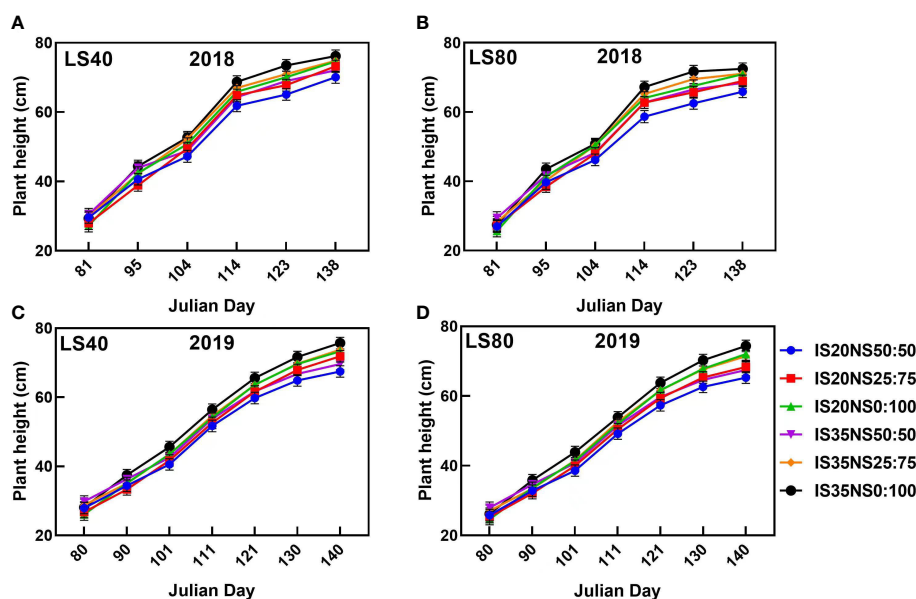 A
LS40 2018
80
60
40
20
Plant height (cm)
81 95 104 114 123 138
Julian Day
B
LS80 2018
80
60
40
20
Plant height (cm)
81 95 104 114 123 138
Julian Day
C
LS40 2019
80
60
40
20
Plant height (cm)
80 90 101 111 121 130 140
Julian Day
D
LS80 2019
80
60
40
20
Plant height (cm)
80 90 101 111 121 130 140
Julian Day
IS20NS50:50
IS20NS25:75
IS20NS0:100
IS35NS50:50
IS35NS25:75
IS35NS0:100